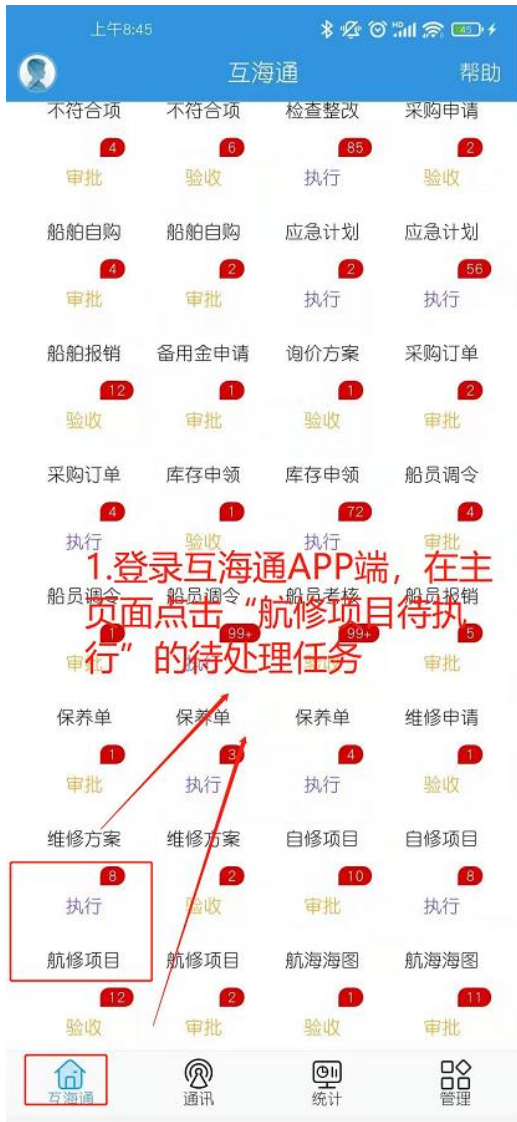 上午8:45
HD
45
互海通
帮助
不符合项 不符合项 检查整改 采购申请
4 6 85 2
审批 验收 执行 验收
船舶自购 船舶自购 应急计划 应急计划
4 2 2 56
审批 审批 执行 执行
船舶报销 备用金申请 询价方案 采购订单
12 1 1 2
验收 审批 验收 审批
采购订单 库存申领 库存申领 船员调令
4 1 72 4
执行 验收 执行 审批
1.登录互海通APP端，在主
页面点击“航修项目待执
行”的待处理任务
船员调令 船员调令 船员考核 船员报销
1 99+ 99+ 5
审批 执行 审批
保养单 保养单 保养单 维修申请
1 3 4 1
审批 执行 执行 验收
维修方案 维修方案 自修项目 自修项目
8 2 10 8
执行 验收 审批 执行
航修项目 航修项目 航海海图 航海海图
12 2 1 11
验收 审批 验收 审批
互海通 通讯 统计 管理